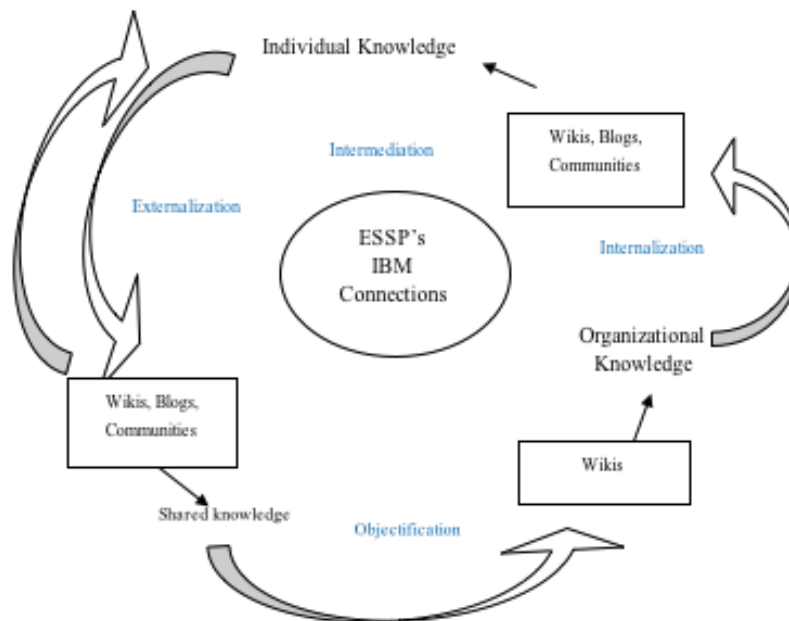 Individual Knowledge
Wikis, Blogs,
Communities
Intermediation
Externalization
ESSP's
IBM
Connections
Internalization
Organizational
Knowledge
Wikis, Blogs,
Communities
Wikis
Shared knowledge
Objectification